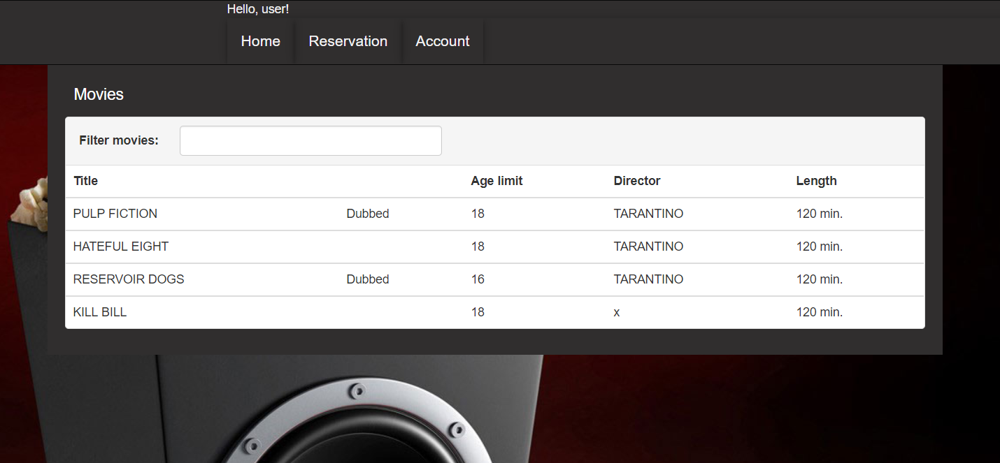 Hello, user!
Home Reservation Account
Movies
Filter movies:
Title Age limit Director Length
PULP FICTION Dubbed 18 TARANTINO 120 min.
HATEFUL EIGHT 18 TARANTINO 120 min.
RESERVOIR DOGS Dubbed 16 TARANTINO 120 min.
KILL BILL 18 x 120 min.